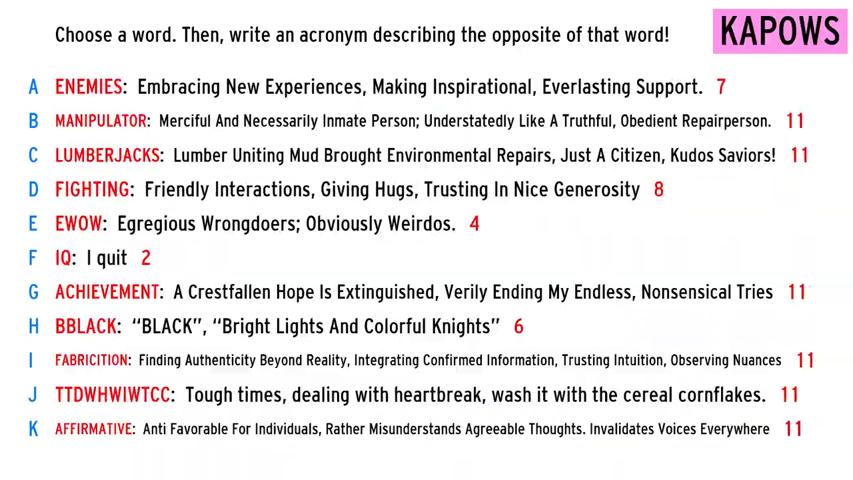 Choose a word. Then, write an acronym describing the opposite of that word!
KAPOWS
A ENEMIES: Embracing New Experiences, Making Inspirational, Everlasting Support. 7
B MANIPULATOR: Merciful And Necessarily Inmate Person; Understatedly Like A Truthful, Obedient Repairperson. 11
C LUMBERJACKS: Lumber Uniting Mud Brought Environmental Repairs, Just A Citizen, Kudos Saviors! 11
D FIGHTING: Friendly Interactions, Giving Hugs, Trusting In Nice Generosity 8
E EWOW: Egregious Wrongdoers; Obviously Weirdos. 4
F IQ: I quit 2
G ACHIEVEMENT: A Crestfallen Hope Is Extinguished, Verily Ending My Endless, Nonsensical Tries 11
H BBLACK: “BLACK”, “Bright Lights And Colorful Knights” 6
I FABRICITION: Finding Authenticity Beyond Reality, Integrating Confirmed Information, Trusting Intuition, Observing Nuances 11
J TTDWHWIWTCC: Tough times, dealing with heartbreak, wash it with the cereal cornflakes. 11
K AFFIRMATIVE: Anti Favorable For Individuals, Rather Misunderstands Agreeable Thoughts. Invalidates Voices Everywhere 11